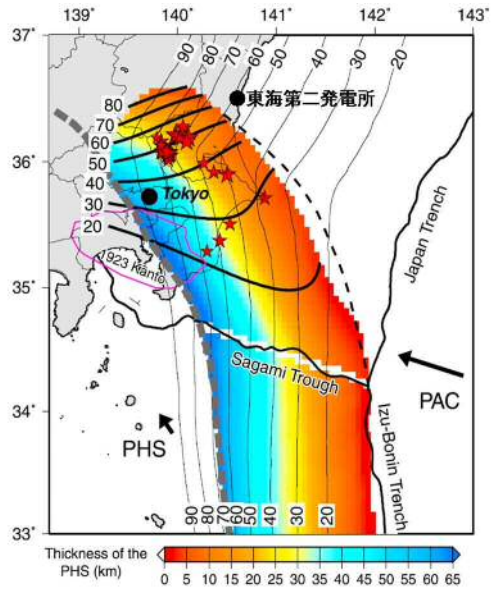 139° 140° 141° 142° 143°
37°
36°
35°
34°
33°
90 80 70 60 50 40 30 20
80
70
60
50
40
30
20
東海第二発電所
Tokyo
1923 Kanto
Japan Trench
Sagami Trough
PAC
PHS
Izu-Bonin Trench
90 80 70 60 50 40 30 20
Thickness of the
PHS (km)
0 5 10 15 20 25 30 35 40 45 50 55 60 65